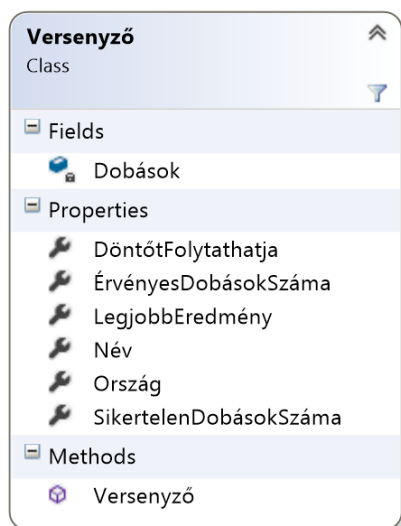 Versenyző
Class
Fields
Dobások
Properties
DöntőtFolytathatja
ÉrvényesDobásokSzáma
LegjobbEredmény
Név
Ország
SikertelenDobásokSzáma
Methods
Versenyző